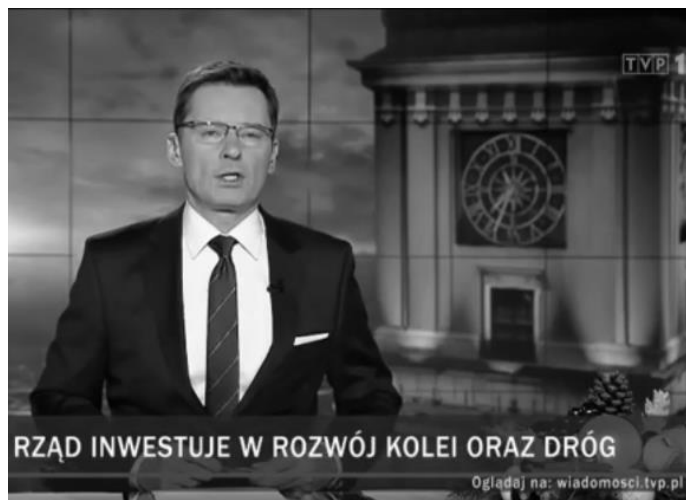 TVP 1
RZĄD INWESTUJE W ROZWÓJ KOLEI ORAZ DRÓG
Oglądaj na: wiadomosci.tvp.pl